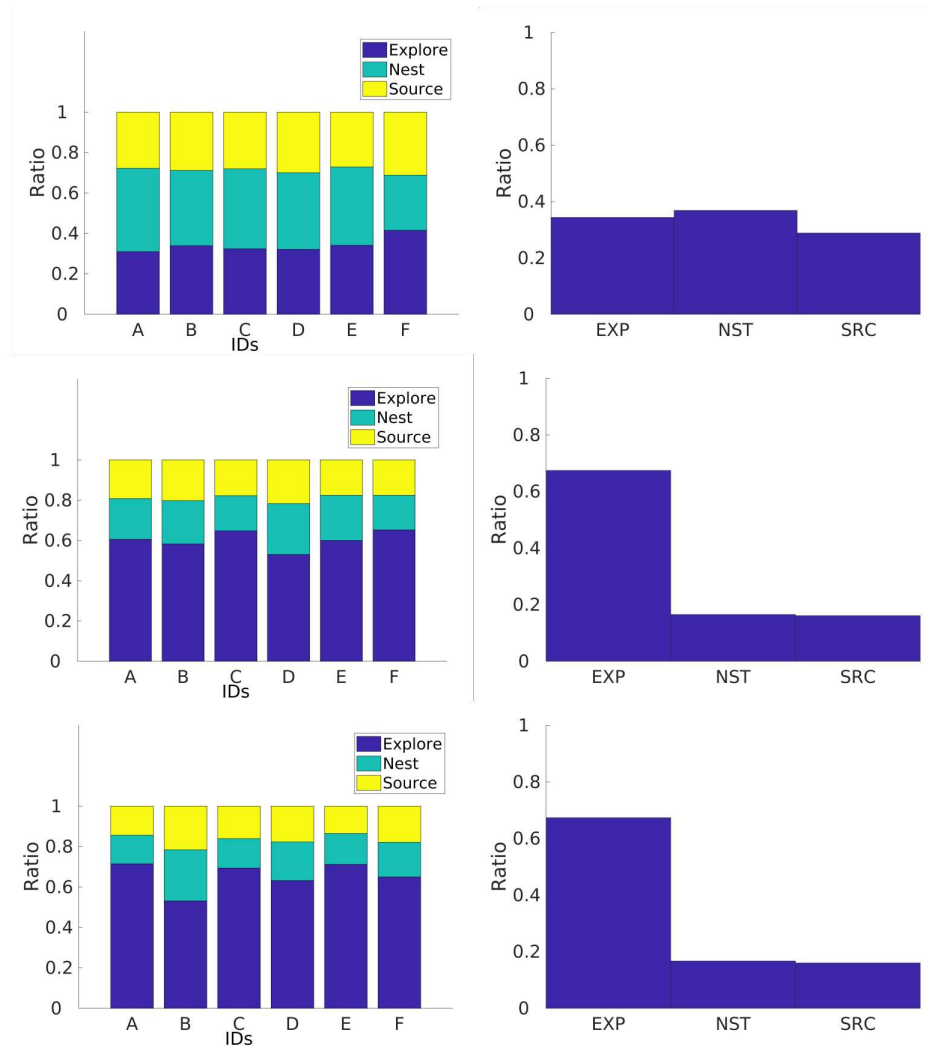 Explore
Nest
Source
1
0.8
0.6
0.4
0.2
0
Ratio
A B C D E F
IDs
1
0.8
0.6
0.4
0.2
0
Ratio
EXP NST SRC
Explore
Nest
Source
1
0.8
0.6
0.4
0.2
0
Ratio
A B C D E F
IDs
1
0.8
0.6
0.4
0.2
0
Ratio
EXP NST SRC
Explore
Nest
Source
1
0.8
0.6
0.4
0.2
0
Ratio
A B C D E F
IDs
1
0.8
0.6
0.4
0.2
0
Ratio
EXP NST SRC